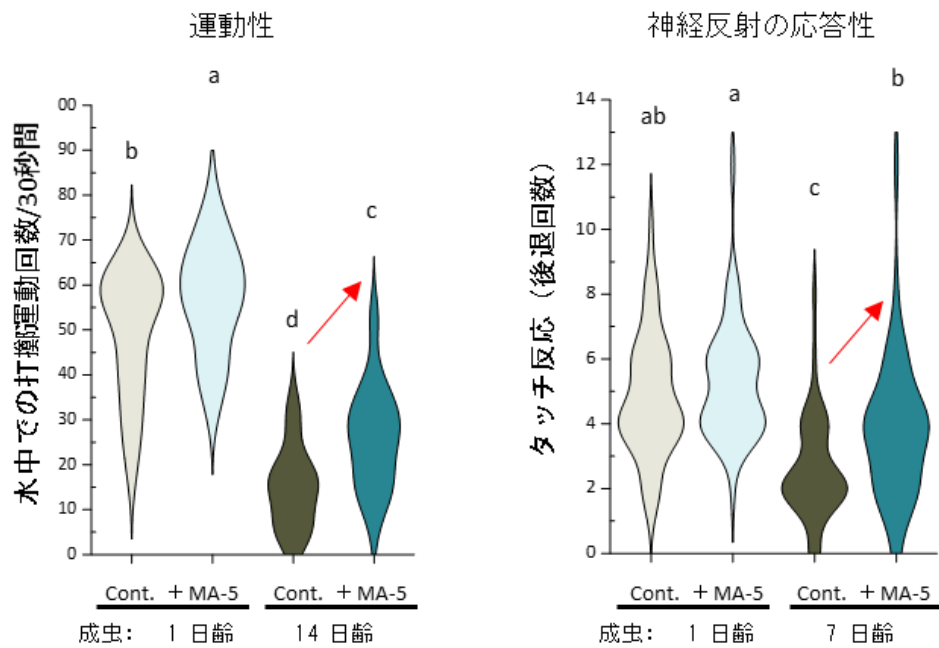 運動性
水中での打擲運動回数/30秒間
00
90
80
70
60
50
40
30
20
10
0
b
a
d
c
Cont. + MA-5 Cont. + MA-5
成虫: 1 日齢 14 日齢
神経反射の応答性
タッチ反応（後退回数）
14
12
10
8
6
4
2
0
ab
a
c
b
Cont. + MA-5 Cont. + MA-5
成虫: 1 日齢 7 日齢